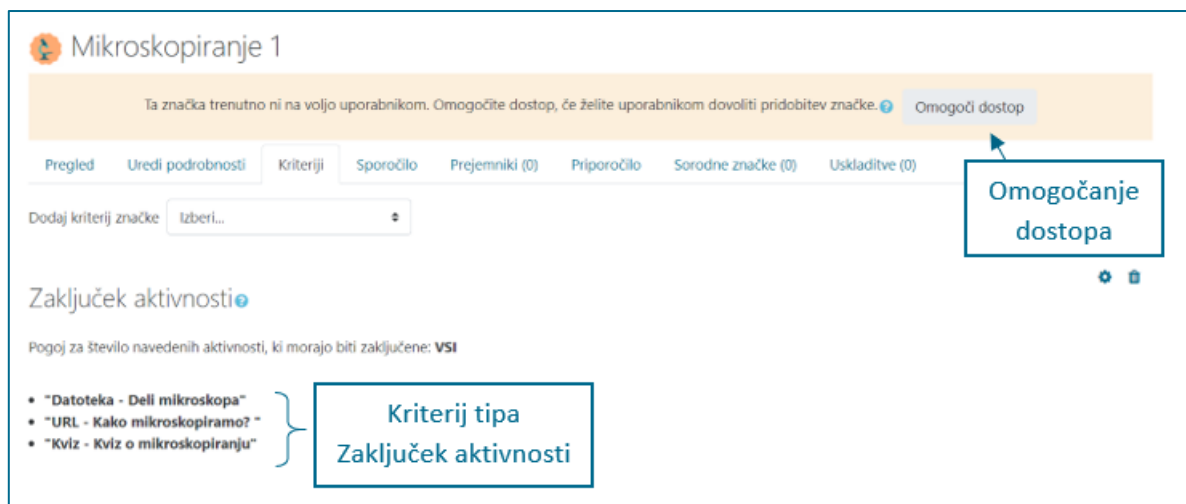 Mikroskopiranje 1
Ta značka trenutno ni na voljo uporabnikom. Omogočite dostop, če želite uporabnikom dovoliti pridobitev značke. Omogoči dostop
Pregled Uredi podrobnosti Kriteriji Sporočilo Prejemniki (0) Priporočilo Sorodne značke (0) Uskladitve (0)
Omogočanje
dostopa
Dodaj kriterij značke Izberi...
Zaključek aktivnosti
Pogoj za število navedenih aktivnosti, ki morajo biti zaključene: VSI
• "Datoteka - Deli mikroskopa"
• "URL - Kako mikroskopiramo? "
• "Kviz - Kviz o mikroskopiranju"
Kriterij tipa
Zaključek aktivnosti